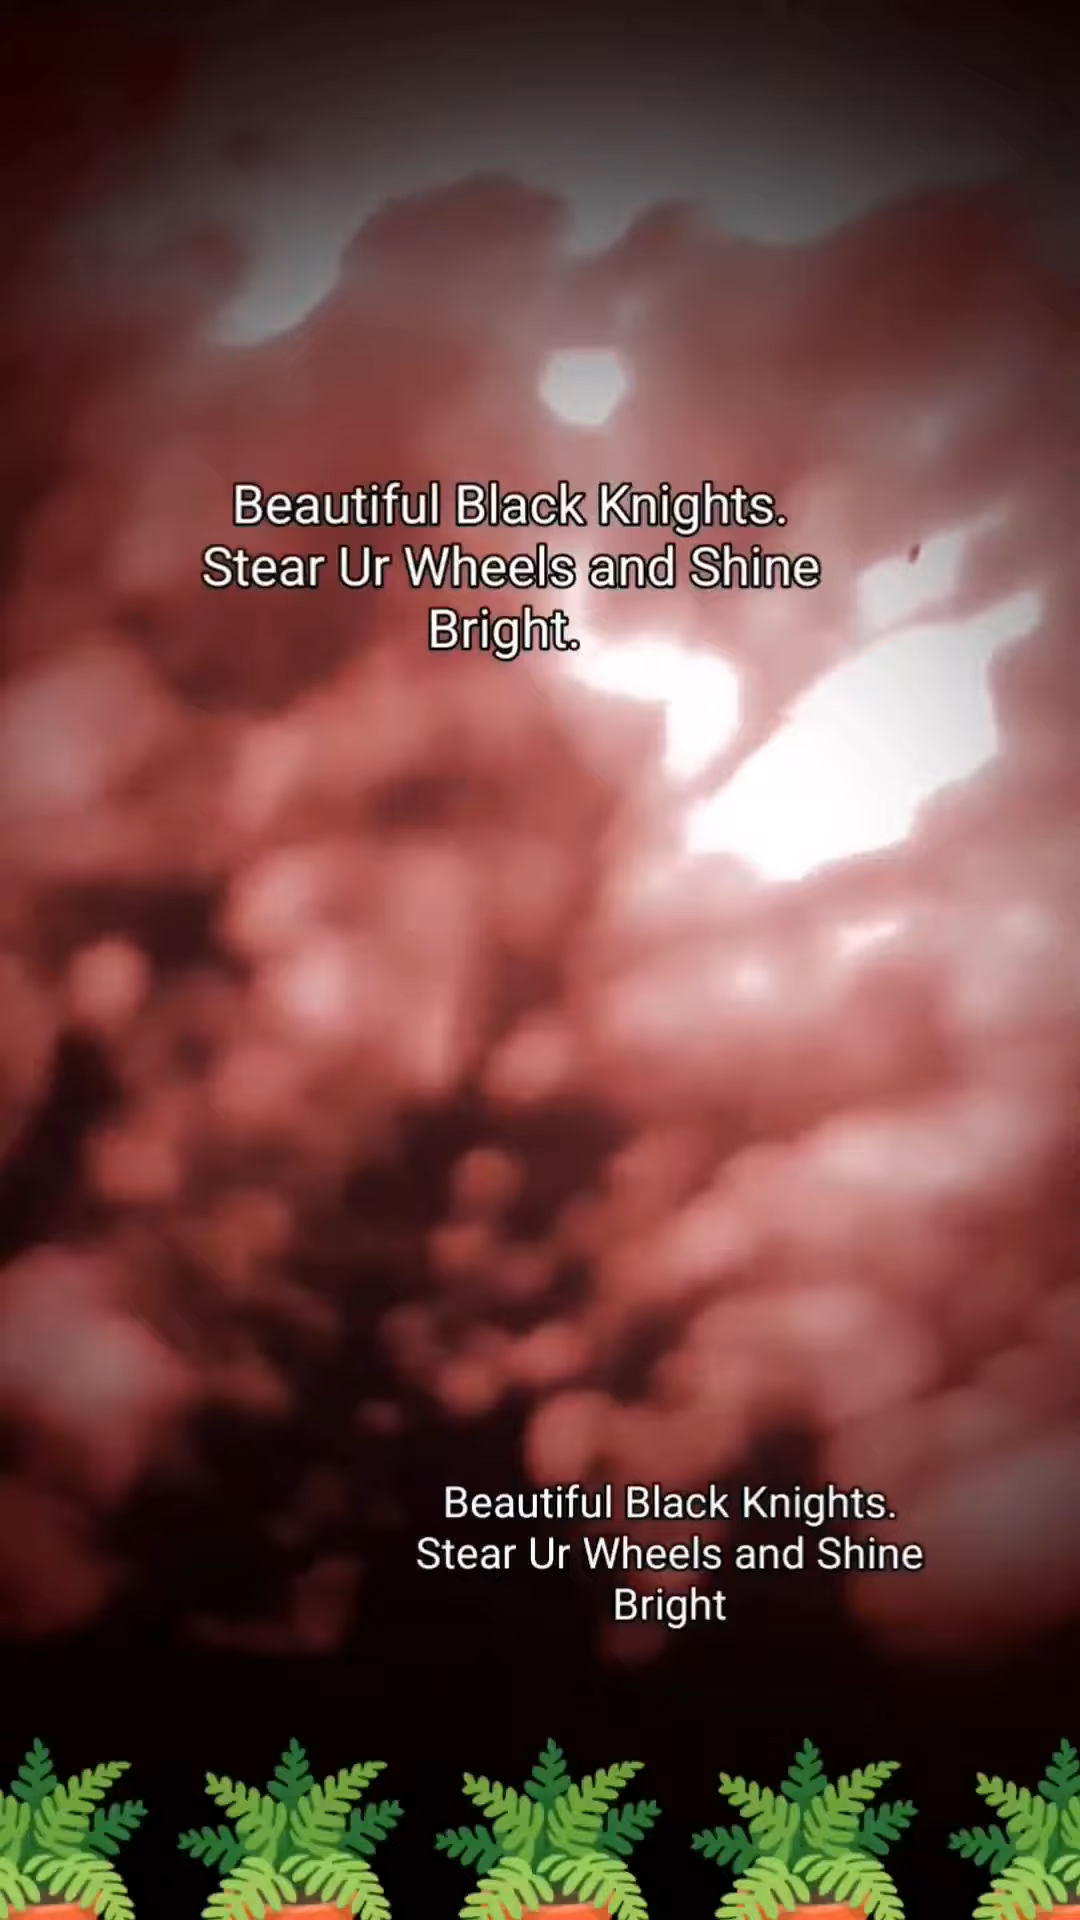 Beautiful Black Knights.
Stear Ur Wheels and Shine
Bright.
Beautiful Black Knights.
Stear Ur Wheels and Shine
Bright